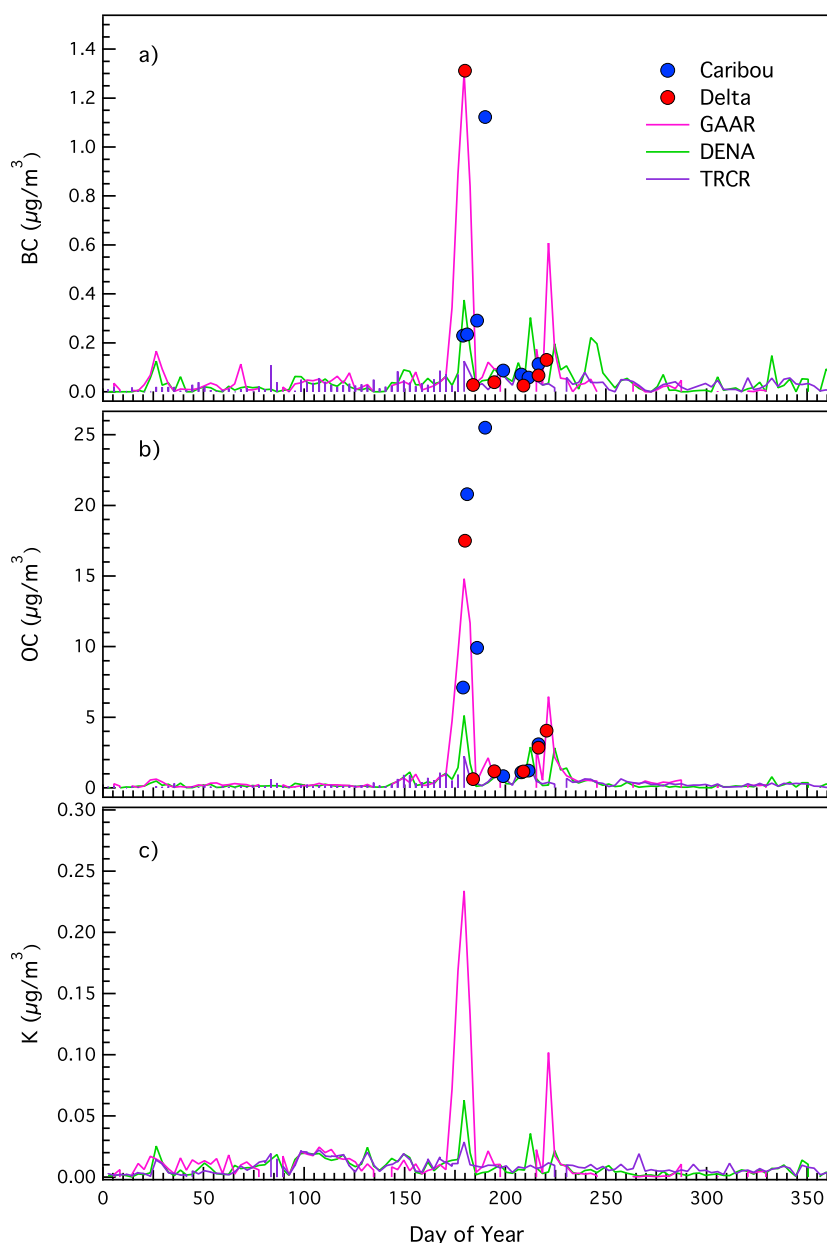 a)
Caribou
Delta
GAAR
DENA
TRCR
BC (µg/m³)
1.4
1.2
1.0
0.8
0.6
0.4
0.2
0.0
b)
OC (µg/m³)
25
20
15
10
5
0
c)
K (µg/m³)
0.30
0.25
0.20
0.15
0.10
0.05
0.00
0 50 100 150 200 250 300 350
Day of Year